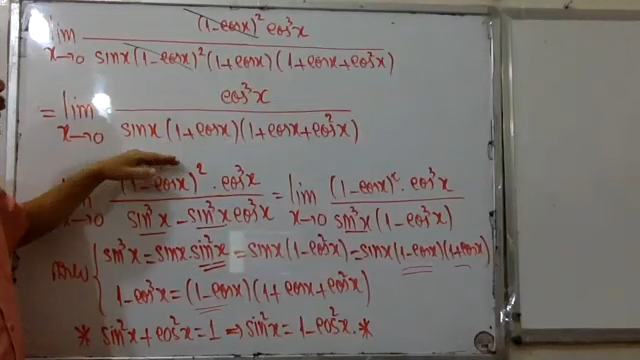 lim x→0 (1-cosx)² cos³x / sinx(1-cosx)²(1+cosx)(1+cosx+cos²x)
= lim x→0 cos³x / sinx(1+cosx)(1+cosx+cos²x)
x→0 (1-cosx)² . cos³x / sin³x - sin³x cos³x = lim x→0 (1-cosx)² . cos³x / sin³x(1-cos³x)
sin³x = sinx. sin²x = sinx(1-cos²x) = sinx(1-cosx)(1+cosx)
1-cos³x = (1-cosx)(1+cosx+cos²x)
* sin²x + cos²x = 1 ⇒ sin²x = 1-cos²x. *